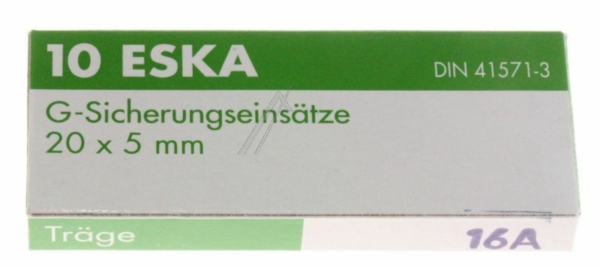 10 ESKA
DIN 41571-3
G-Sicherungseinsätze
20 x 5 mm
Träge
16A